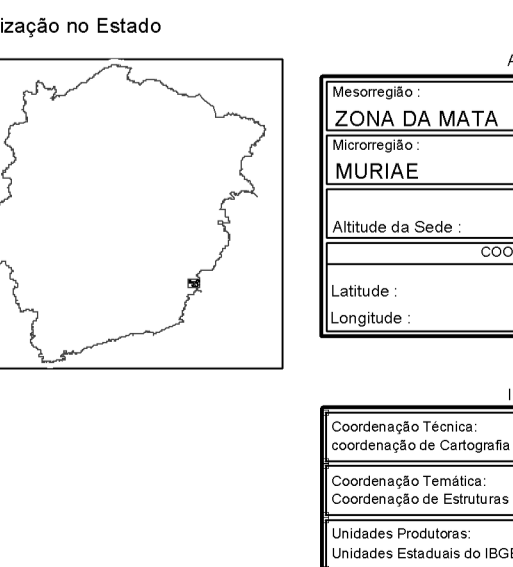 ização no Estado
A
Mesorregião :
ZONA DA MATA
Microrregião :
MURIAE
Altitude da Sede :
COO
Latitude :
Longitude :
I
Coordenação Técnica:
coordenação de Cartografia
Coordenação Temática:
Coordenação de Estruturas
Unidades Produtoras:
Unidades Estaduais do IBGE